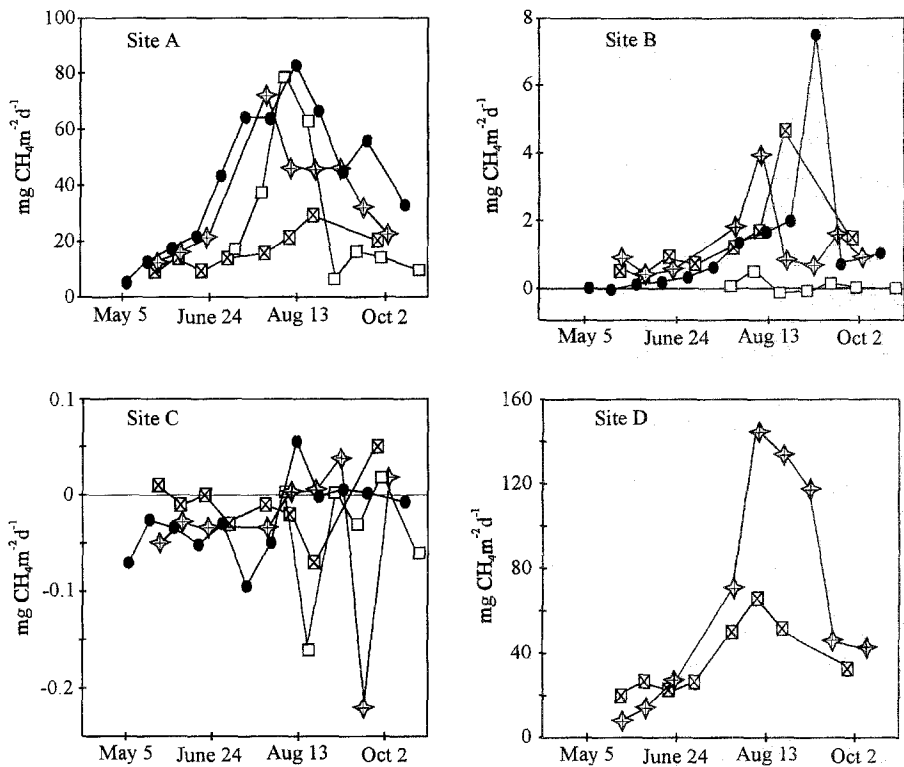 Site A
100
80
60
40
20
0
mg CH₄m⁻²d⁻¹
May 5 June 24 Aug 13 Oct 2
Site B
8
6
4
2
0
mg CH₄m⁻²d⁻¹
May 5 June 24 Aug 13 Oct 2
Site C
0.1
0
-0.1
-0.2
mg CH₄m⁻²d⁻¹
May 5 June 24 Aug 13 Oct 2
Site D
160
120
80
40
0
mg CH₄m⁻²d⁻¹
May 5 June 24 Aug 13 Oct 2